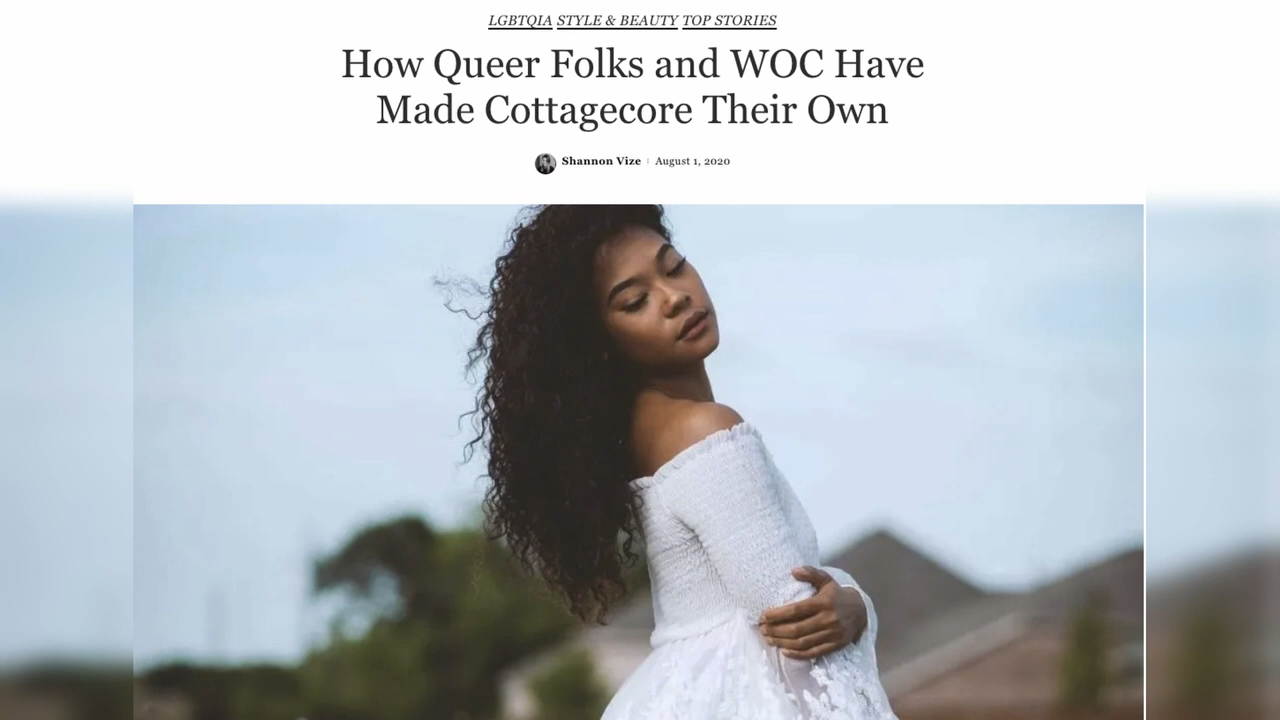 LGBTQIA STYLE & BEAUTY TOP STORIES
How Queer Folks and WOC Have
Made Cottagecore Their Own
Shannon Vize | August 1, 2020